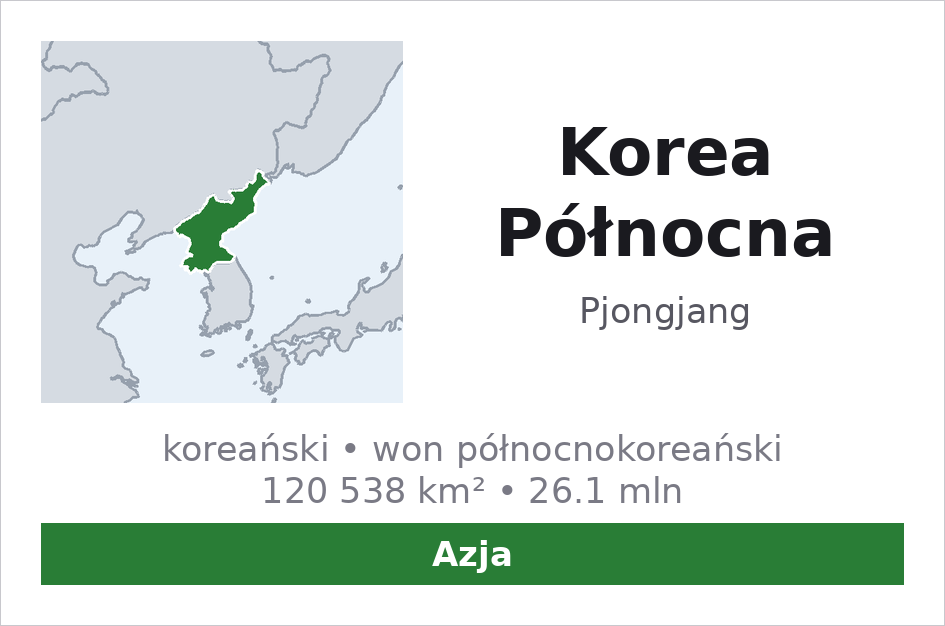 Korea
Północna
Pjongjang
koreański • won północnokoreański
120 538 km² • 26.1 mln
Azja